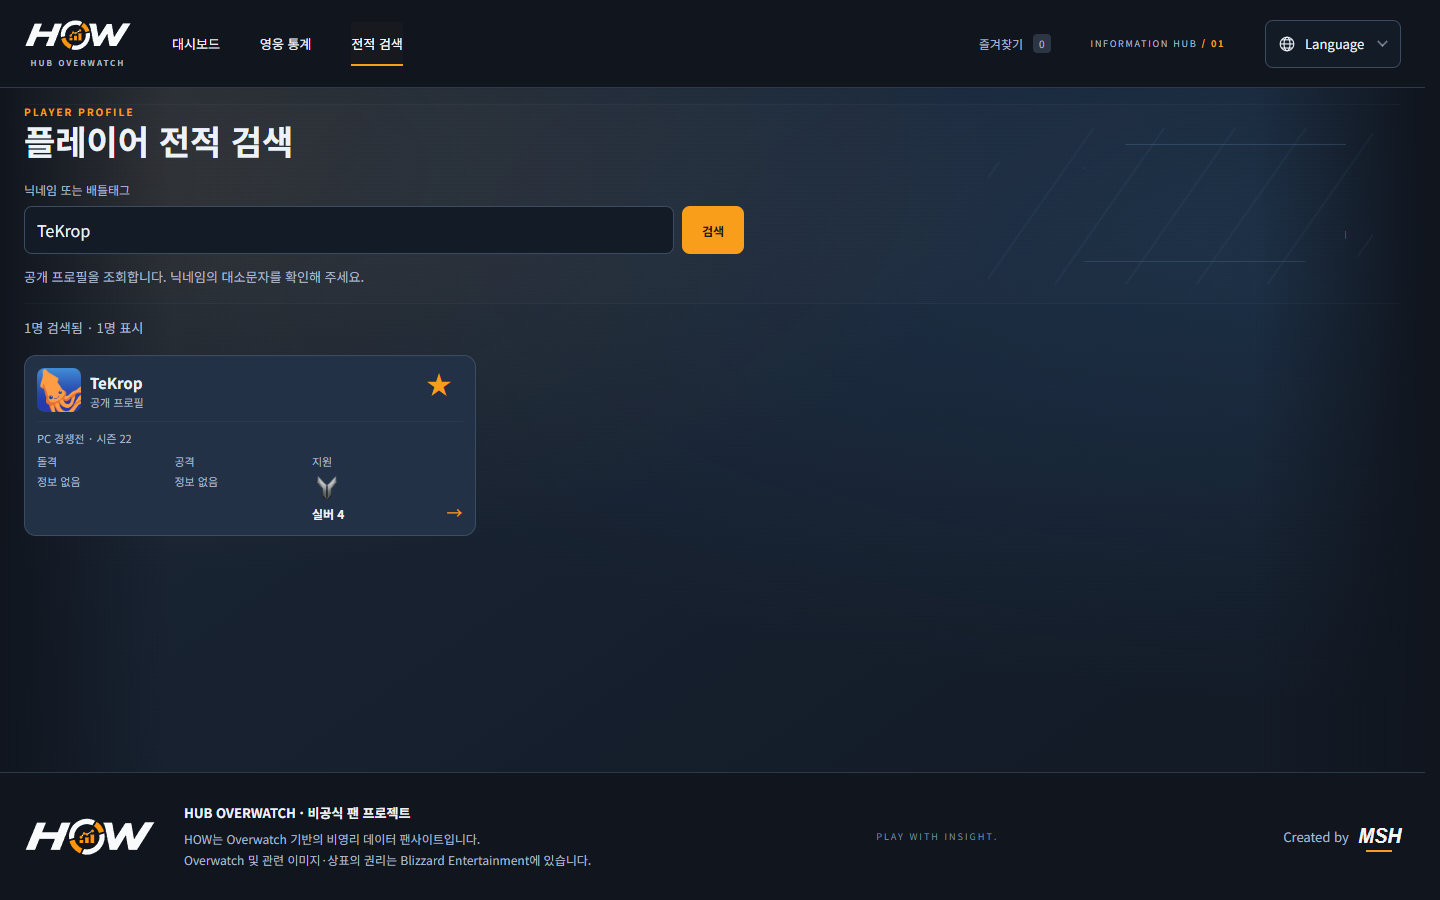 HOW
HUB OVERWATCH
대시보드
영웅 통계
전적 검색
즐겨찾기 0
INFORMATION HUB / 01
Language
PLAYER PROFILE
플레이어 전적 검색
닉네임 또는 배틀태그
TeKrop
검색
공개 프로필을 조회합니다. 닉네임의 대소문자를 확인해 주세요.
1명 검색됨 · 1명 표시
TeKrop
공개 프로필
PC 경쟁전 · 시즌 22
돌격
정보 없음
공격
정보 없음
지원
실버 4
HOW
HUB OVERWATCH · 비공식 팬 프로젝트
HOW는 Overwatch 기반의 비영리 데이터 팬사이트입니다.
Overwatch 및 관련 이미지·상표의 권리는 Blizzard Entertainment에 있습니다.
PLAY WITH INSIGHT.
Created by MSH